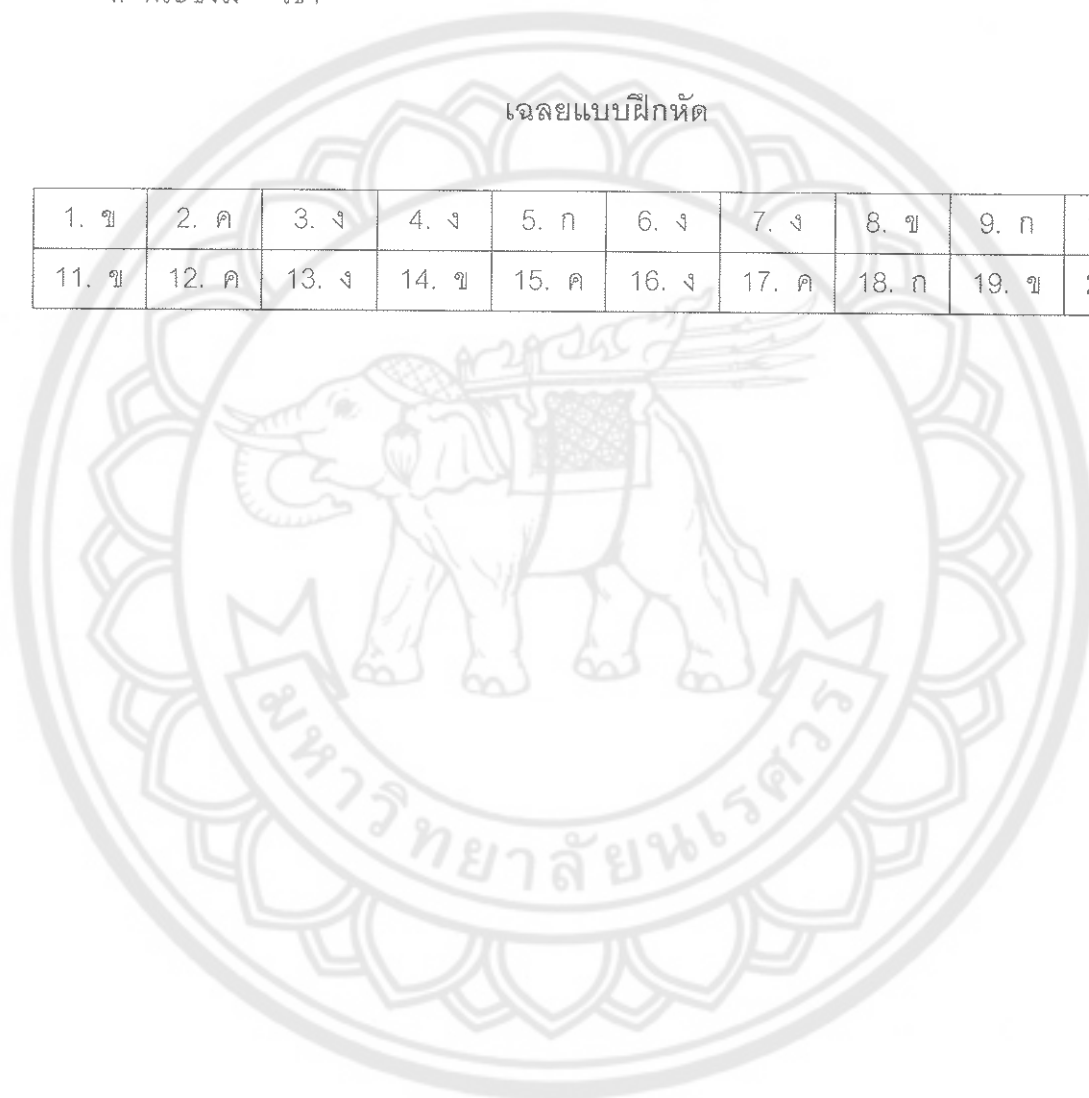 เฉลยแบบฝึกหัด
1. ข 2. ค 3. ง 4. ง 5. ก 6. ง 7. ง 8. ข 9. ก
11. ข 12. ค 13. ง 14. ข 15. ค 16. ง 17. ค 18. ก 19. ข
มหาวิทยาลัยนเรศวร